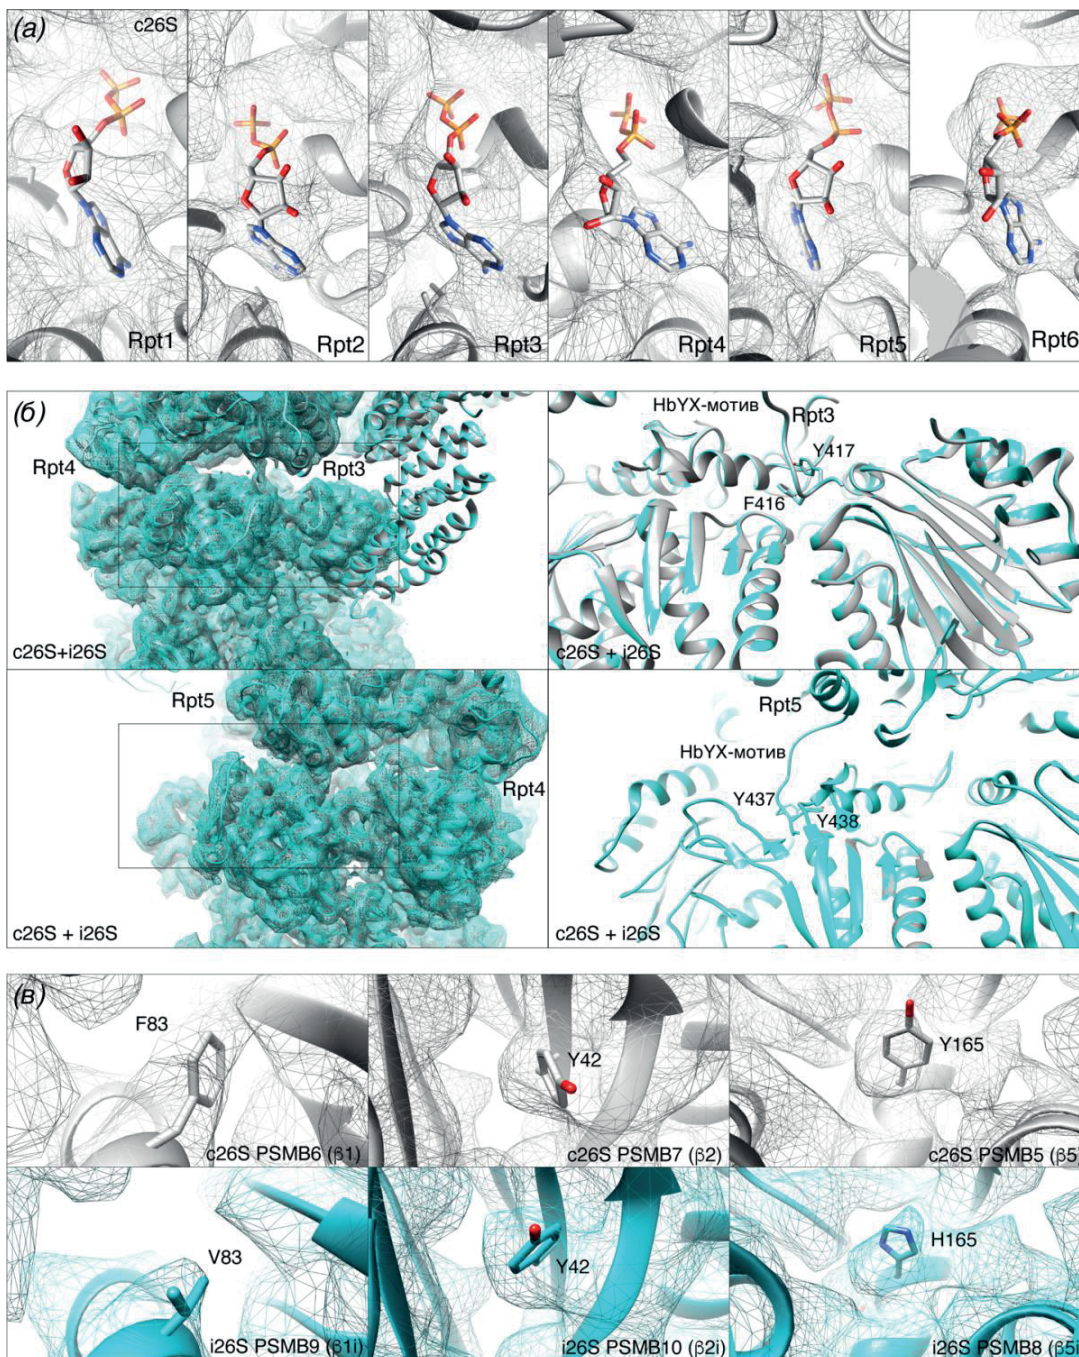 (а)
c26S
Rpt1
Rpt2
Rpt3
Rpt4
Rpt5
Rpt6
(б)
Rpt4
Rpt3
c26S+i26S
HbYX-мотив
Rpt3
Y417
F416
c26S + i26S
Rpt5
Rpt4
c26S + i26S
Rpt5
HbYX-мотив
Y437
Y438
c26S + i26S
(в)
F83
c26S PSMB6 (β1)
Y42
c26S PSMB7 (β2)
Y165
c26S PSMB5 (β5)
V83
i26S PSMB9 (β1i)
Y42
i26S PSMB10 (β2i)
H165
i26S PSMB8 (β5i)